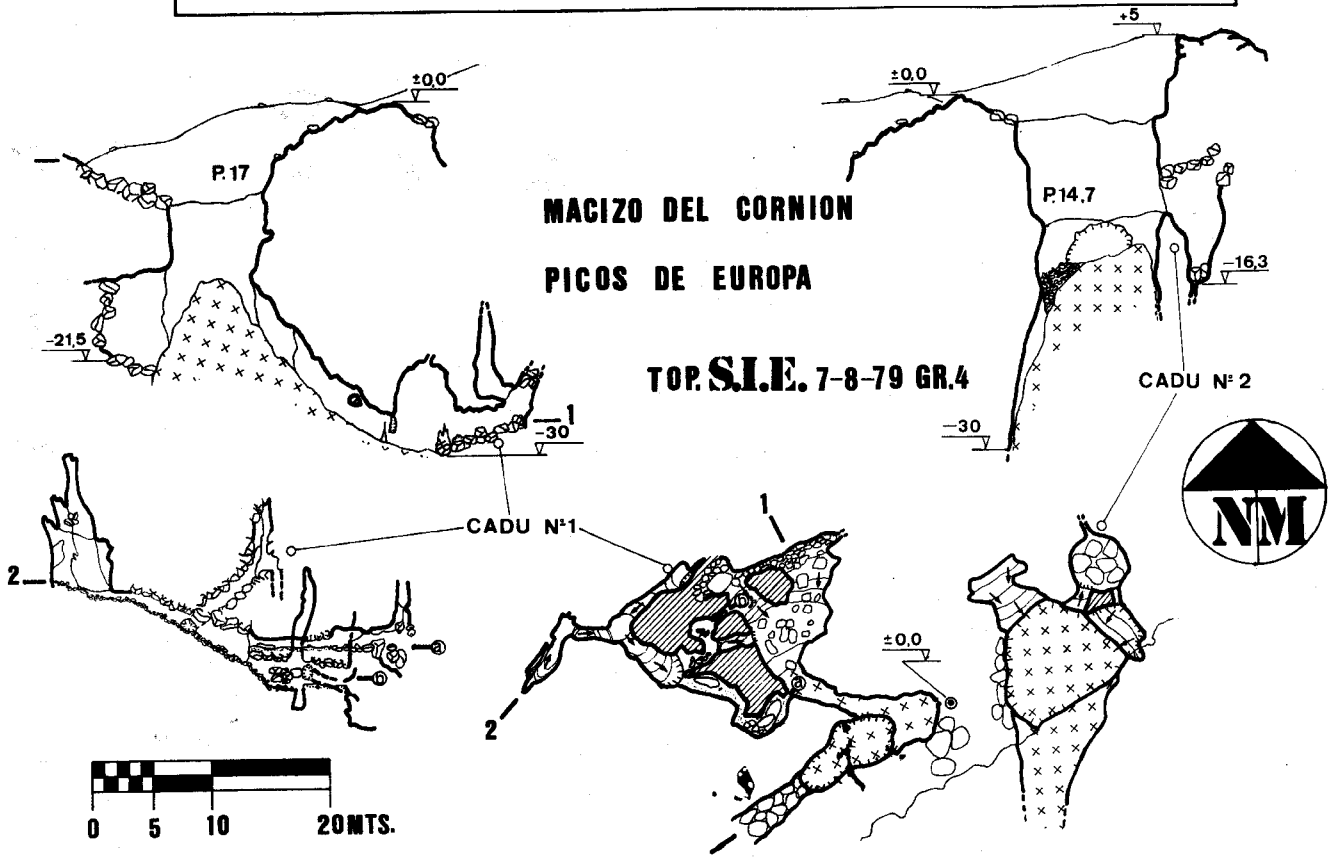 +5
±0,0
±0,0
P.17
P.14,7
MACIZO DEL CORNION
PICOS DE EUROPA
-16,3
-21,5
TOP. S.I.E. 7-8-79 GR.4
CADU Nº 2
1
-30
-30
NM
CADU Nº1
1
2
a
b
b
±0,0
a
2
0 5 10 20MTS.